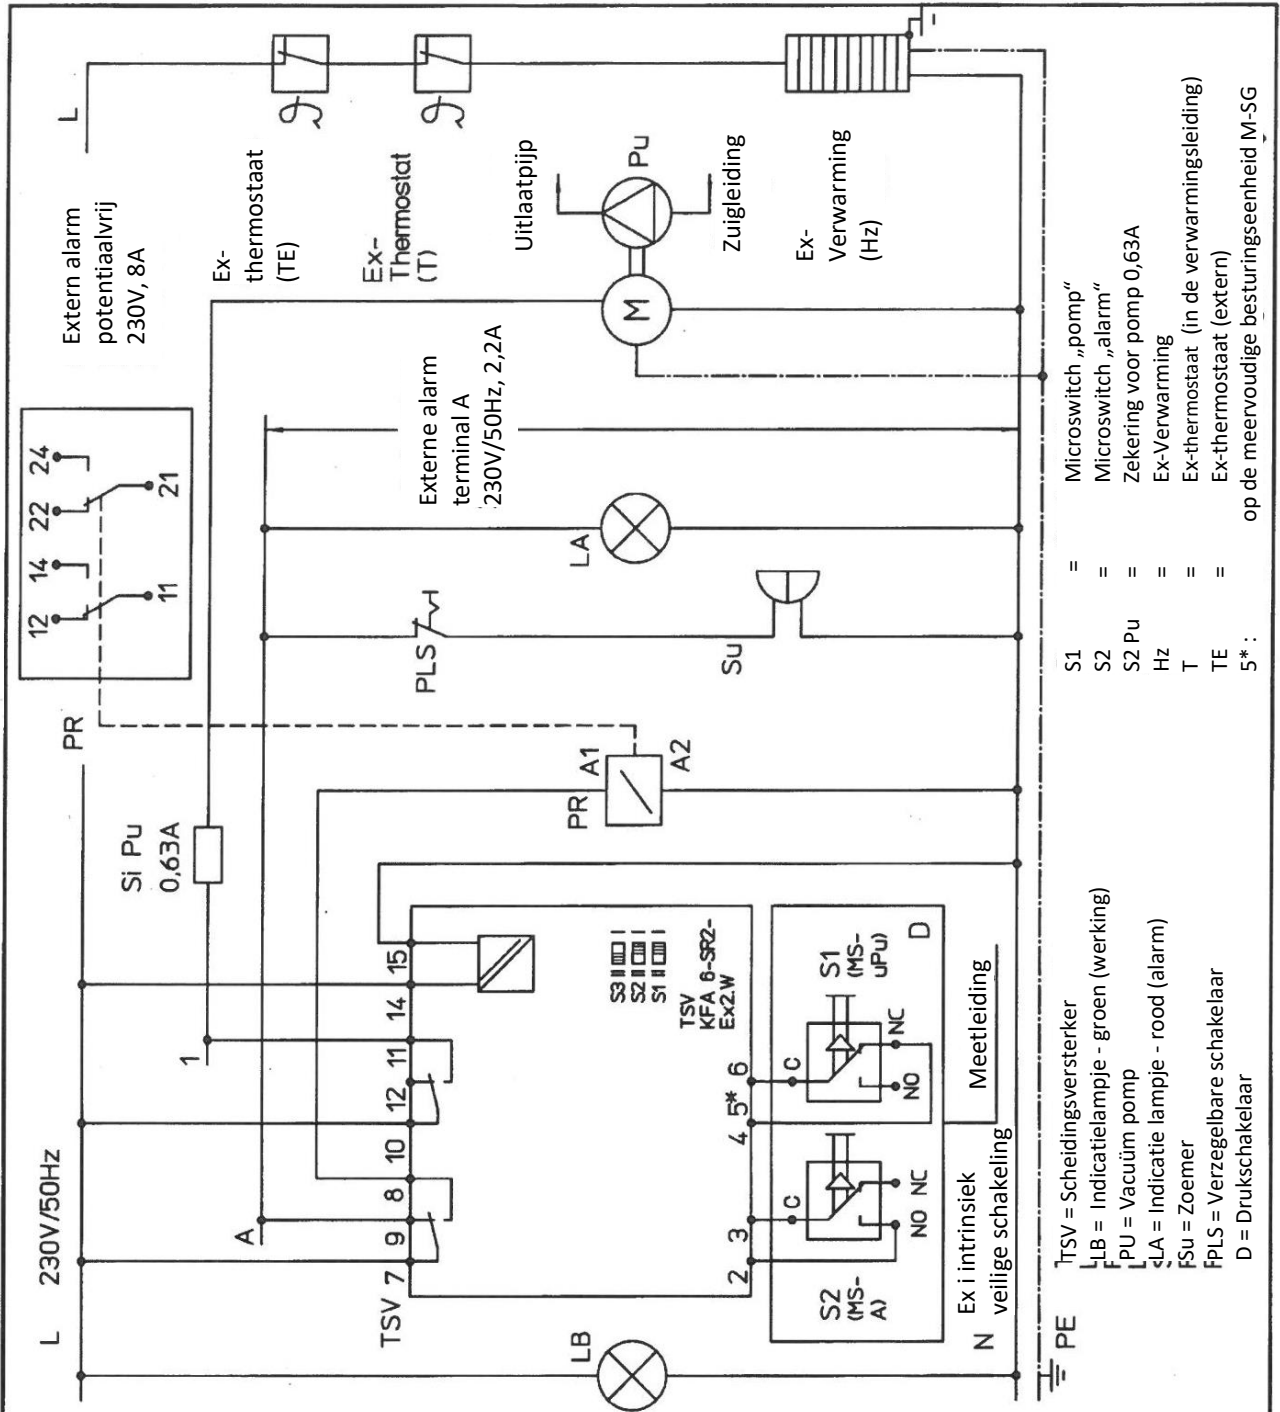 L 230V/50Hz
PR
L
Extern alarm
potentiaalvrij
230V, 8A
12 14 22 24
11 21
Si Pu
0,63A
Ex-
thermostaat
(TE)
Ex-
Thermostat
(T)
A
1
PLS
Externe alarm
terminal A
230V/50Hz, 2,2A
Uitlaatpijp
M
Pu
Zuigleiding
Ex-
Verwarming
(Hz)
TSV
7 9 8 10 12 11 14 15
PR
A1
A2
LA
Su
S3 II I
S2 II I
S1 II I
TSV
KFA 6-SR2-
Ex2.W
LB
2 3 4 5* 6
S2
(MS-
A)
C
NO NC
C
NO NC
S1
(MS-
uPu)
D
Ex i intrinsiek
veilige schakeling
Meetleiding
N
PE
TSV = Scheidingsversterker
LB = Indicatielampje - groen (werking)
PU = Vacuüm pomp
LA = Indicatie lampje - rood (alarm)
Su = Zoemer
PLS = Verzegelbare schakelaar
D = Drukschakelaar
S1 = Microswitch „pomp“
S2 = Microswitch „alarm“
S2 Pu = Zekering voor pomp 0,63A
Hz = Ex-Verwarming
T = Ex-thermostaat (in de verwarmingsleiding)
TE = Ex-thermostaat (extern)
5* : op de meervoudige besturingseenheid M-SG